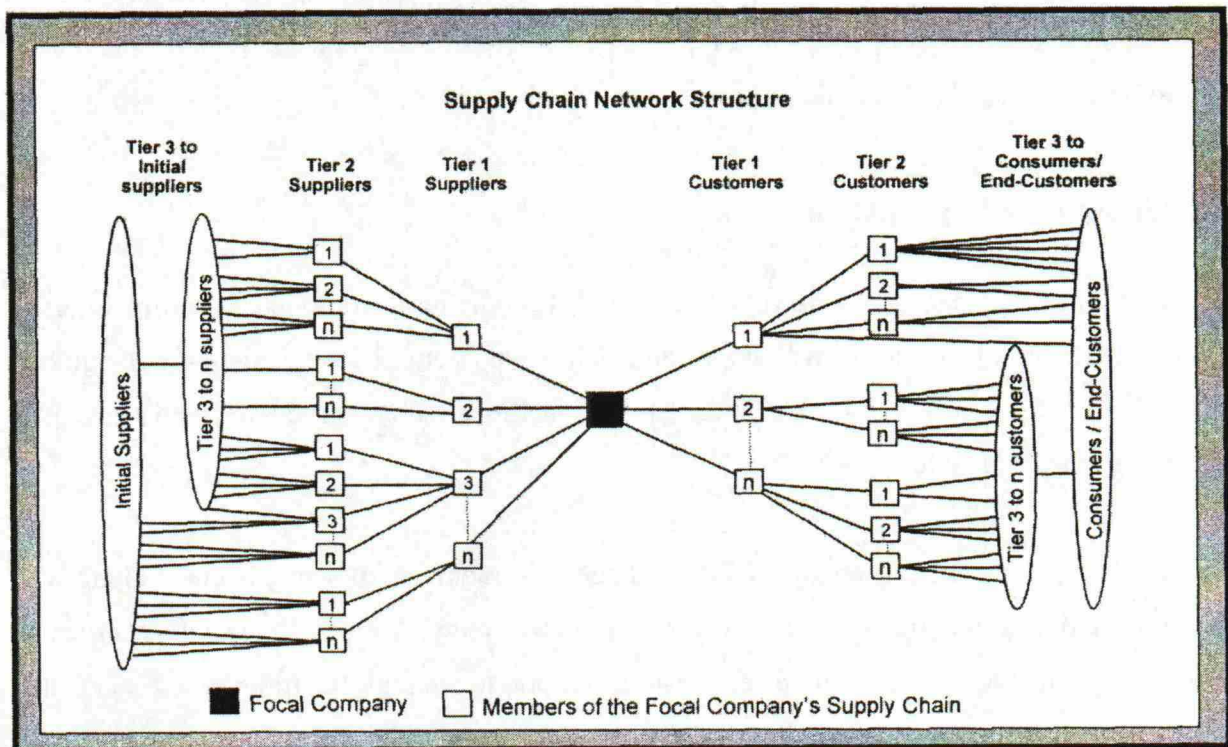 Supply Chain Network Structure
Tier 3 to
Initial
suppliers
Tier 2
Suppliers
Tier 1
Suppliers
Tier 1
Customers
Tier 2
Customers
Tier 3 to
Consumers/
End-Customers
Initial Suppliers
Tier 3 to n suppliers
1
2
n
1
n
1
2
3
n
1
n
1
2
3
n
1
2
n
1
2
n
1
n
1
2
n
Tier 3 to n customers
Consumers / End-Customers
Focal Company
Members of the Focal Company's Supply Chain